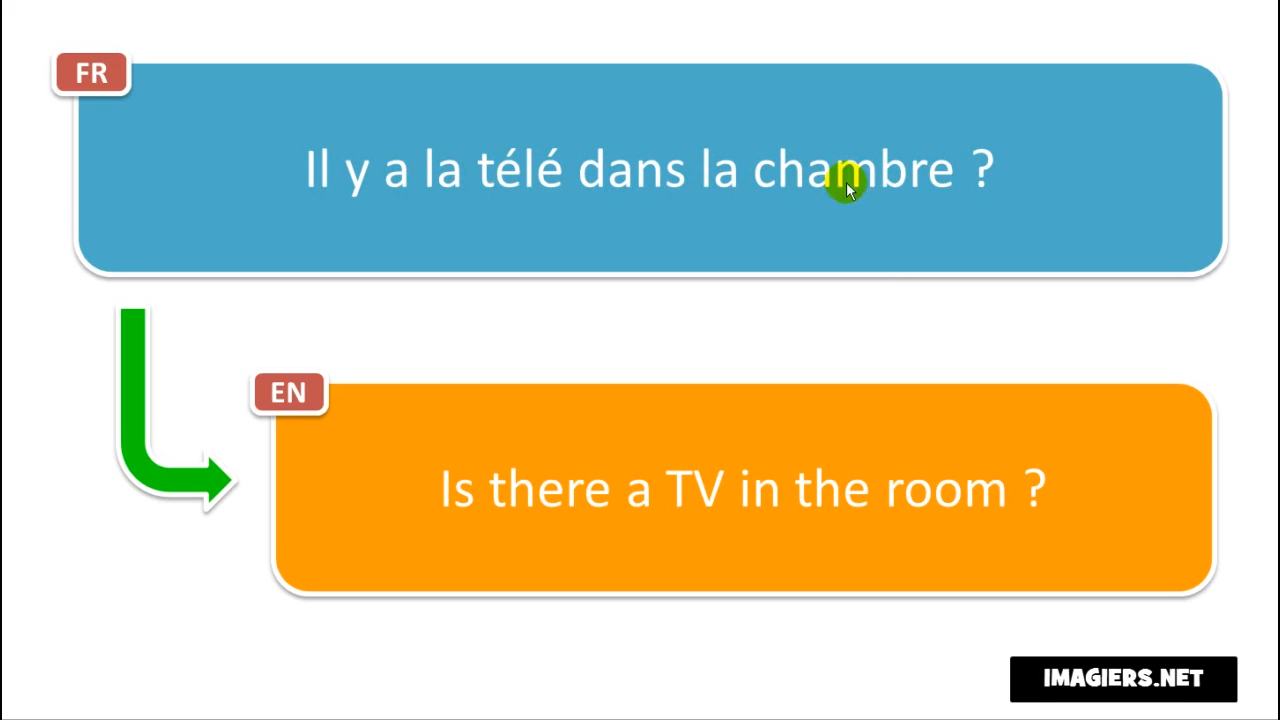 FR
Il y a la télé dans la chambre ?
EN
Is there a TV in the room ?
IMAGIERS.NET